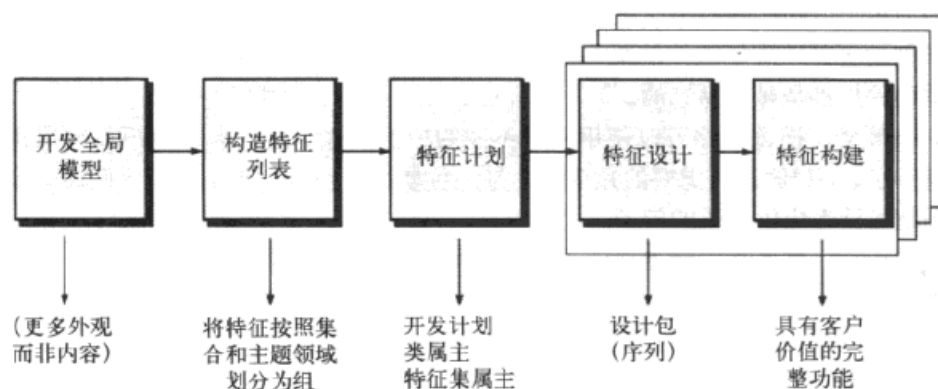 开发全局
模型
构造特征
列表
特征计划
特征设计
特征构建
(更多外观
而非内容)
将特征按照集
合和主题领域
划分为组
开发计划
类属主
特征集属主
设计包
(序列)
具有客户
价值的完
整功能